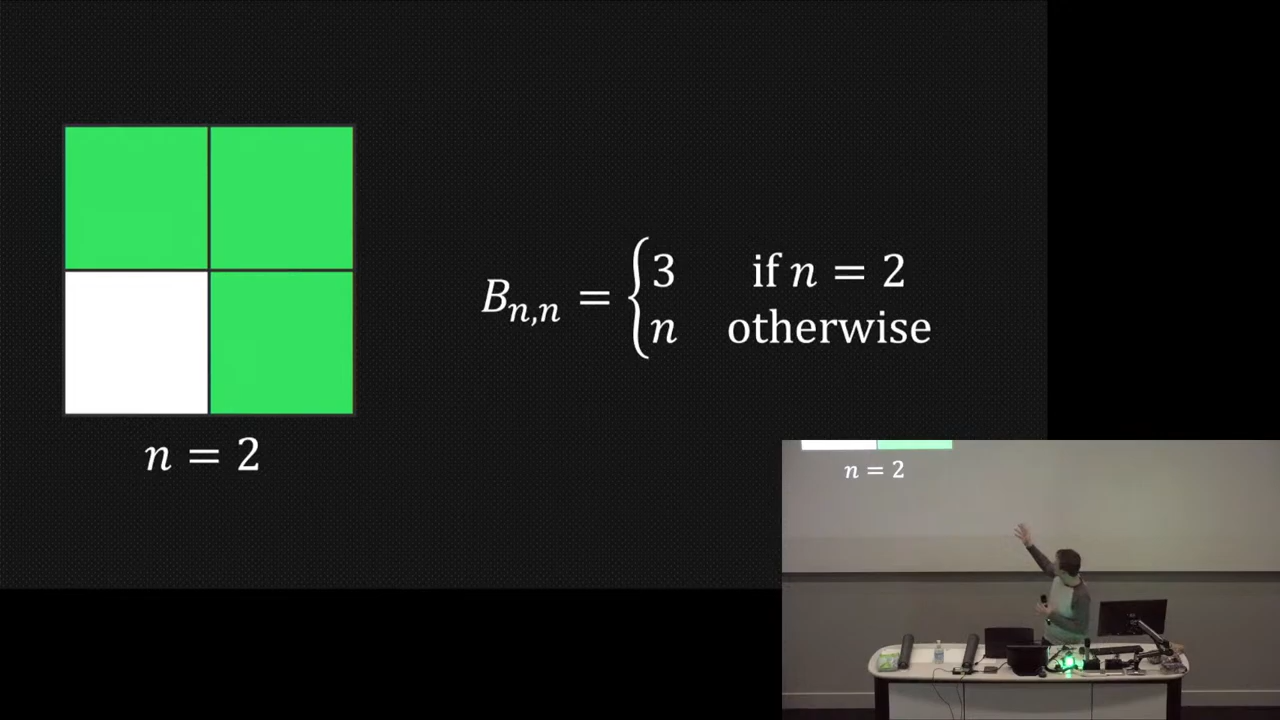 n = 2
B_{n,n} = { 3 if n = 2
n otherwise
n = 2